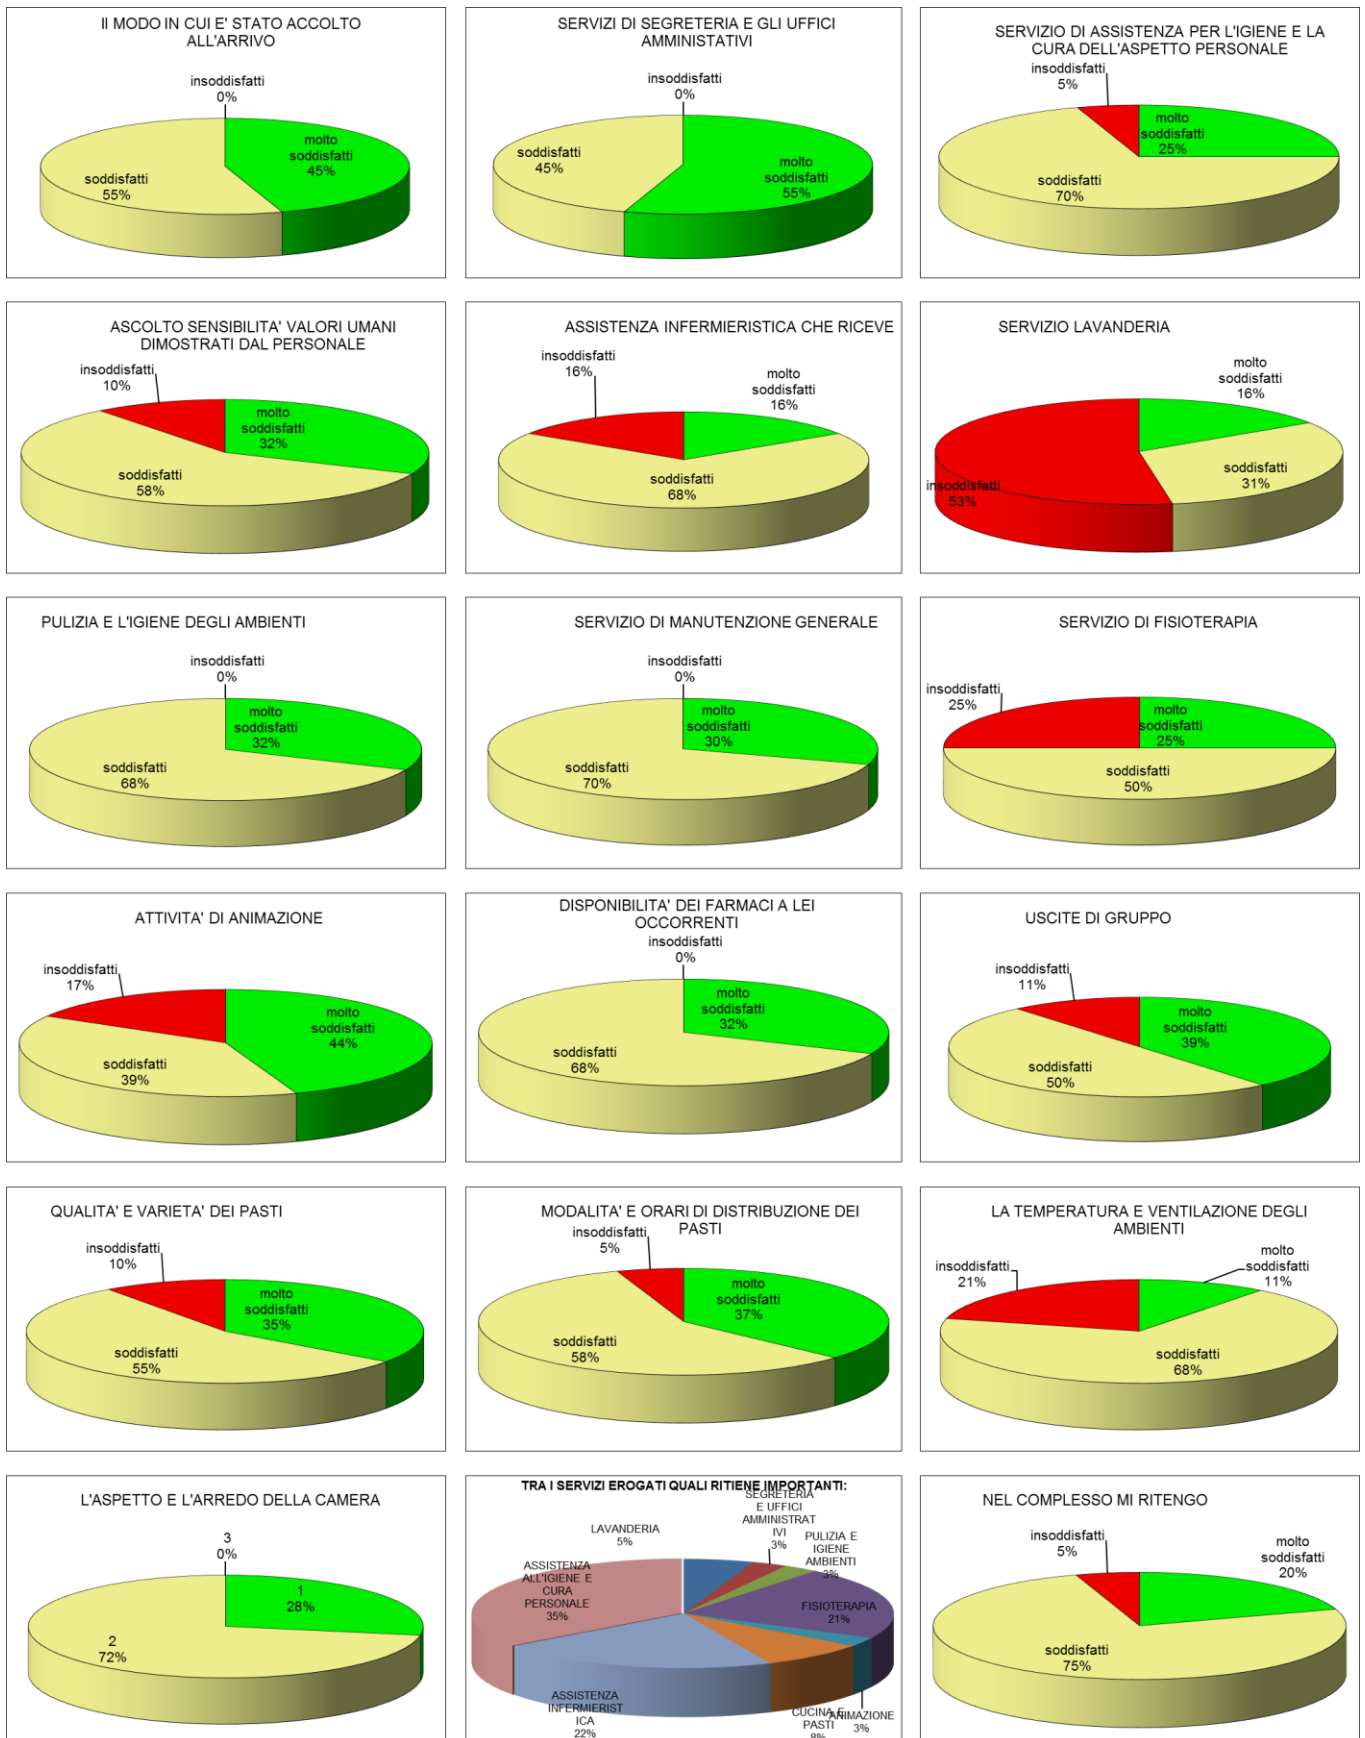 Il MODO IN CUI E' STATO ACCOLTO
ALL'ARRIVO
insoddisfatti
0%
molto
soddisfatti
45%
soddisfatti
55%
SERVIZI DI SEGRETERIA E GLI UFFICI
AMMINISTATIVI
insoddisfatti
0%
soddisfatti
45%
molto
soddisfatti
55%
SERVIZIO DI ASSISTENZA PER L'IGIENE E LA
CURA DELL'ASPETTO PERSONALE
insoddisfatti
5%
molto
soddisfatti
25%
soddisfatti
70%
ASCOLTO SENSIBILITA' VALORI UMANI
DIMOSTRATI DAL PERSONALE
insoddisfatti
10%
molto
soddisfatti
32%
soddisfatti
58%
ASSISTENZA INFERMIERISTICA CHE RICEVE
insoddisfatti
16%
molto
soddisfatti
16%
soddisfatti
68%
SERVIZIO LAVANDERIA
molto
soddisfatti
16%
soddisfatti
31%
insoddisfatti
53%
PULIZIA E L'IGIENE DEGLI AMBIENTI
insoddisfatti
0%
molto
soddisfatti
32%
soddisfatti
68%
SERVIZIO DI MANUTENZIONE GENERALE
insoddisfatti
0%
molto
soddisfatti
30%
soddisfatti
70%
SERVIZIO DI FISIOTERAPIA
insoddisfatti
25%
molto
soddisfatti
25%
soddisfatti
50%
ATTIVITA' DI ANIMAZIONE
insoddisfatti
17%
molto
soddisfatti
44%
soddisfatti
39%
DISPONIBILITA' DEI FARMACI A LEI
OCCORRENTI
insoddisfatti
0%
molto
soddisfatti
32%
soddisfatti
68%
USCITE DI GRUPPO
insoddisfatti
11%
molto
soddisfatti
39%
soddisfatti
50%
QUALITA' E VARIETA' DEI PASTI
insoddisfatti
10%
molto
soddisfatti
35%
soddisfatti
55%
MODALITA' E ORARI DI DISTRIBUZIONE DEI
PASTI
insoddisfatti
5%
molto
soddisfatti
37%
soddisfatti
58%
LA TEMPERATURA E VENTILAZIONE DEGLI
AMBIENTI
insoddisfatti
21%
molto
soddisfatti
11%
soddisfatti
68%
L'ASPETTO E L'ARREDO DELLA CAMERA
3
0%
1
28%
2
72%
TRA I SERVIZI EROGATI QUALI RITIENE IMPORTANTI:
LAVANDERIA
5%
SEGRETERIA
E UFFICI
AMMINISTRAT
IVI
3%
PULIZIA E
IGIENE
AMBIENTI
3%
FISIOTERAPIA
21%
ANIMAZIONE
3%
CUCINA E
PASTI
8%
ASSISTENZA
INFERMIERIST
ICA
22%
ASSISTENZA
ALL'IGIENE E
CURA
PERSONALE
35%
NEL COMPLESSO MI RITENGO
insoddisfatti
5%
molto
soddisfatti
20%
soddisfatti
75%